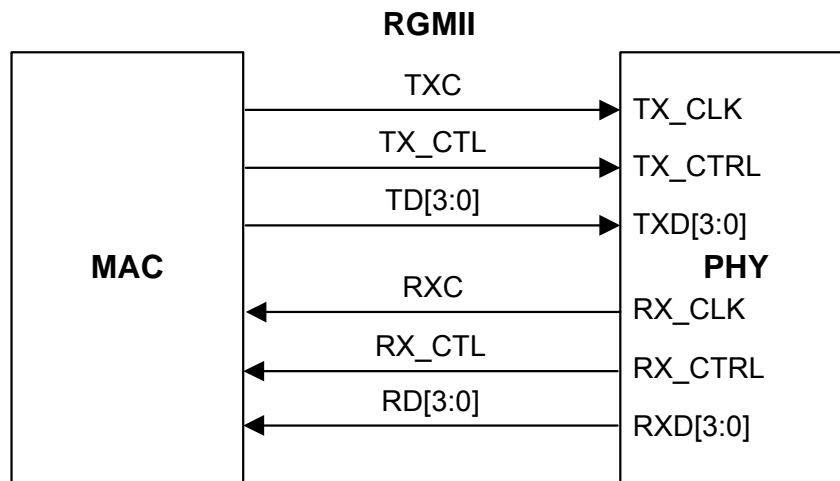 RGMII
TXC
TX_CLK
TX_CTL
TX_CTRL
TD[3:0]
TXD[3:0]
MAC
PHY
RXC
RX_CLK
RX_CTL
RX_CTRL
RD[3:0]
RXD[3:0]